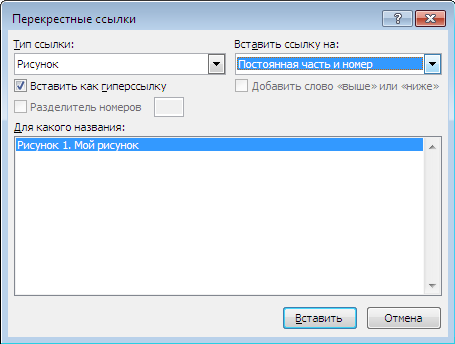 Перекрестные ссылки
Тип ссылки:
Вставить ссылку на:
Рисунок
Постоянная часть и номер
Вставить как гиперссылку
Добавить слово «выше» или «ниже»
Разделитель номеров
Для какого названия:
Рисунок 1. Мой рисунок
Вставить
Отмена